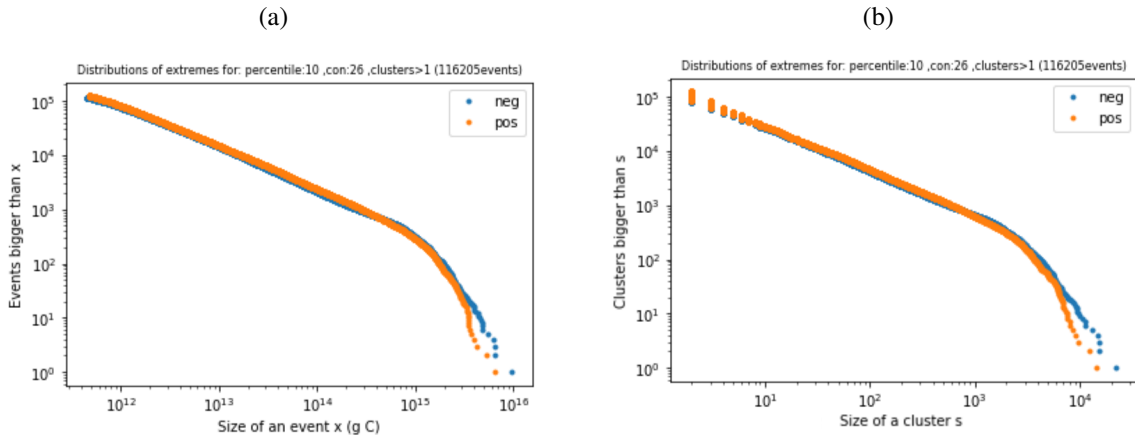 (a)
(b)
Distributions of extremes for: percentile:10 ,con:26 ,clusters>1 (116205events)
neg
pos
Events bigger than x
10^5
10^4
10^3
10^2
10^1
10^0
10^12
10^13
10^14
10^15
10^16
Size of an event x (g C)
Distributions of extremes for: percentile:10 ,con:26 ,clusters>1 (116205events)
neg
pos
Clusters bigger than s
10^5
10^4
10^3
10^2
10^1
10^0
10^1
10^2
10^3
10^4
Size of a cluster s